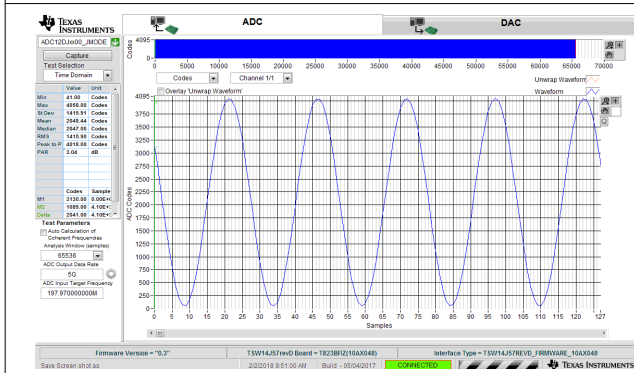 TEXAS INSTRUMENTS
ADC
DAC
ADC12DJxx00_JMODE
Capture
Test Selection
Time Domain
Value Unit
Min 41.00 Codes
Max 4058.00 Codes
St Dev 1415.91 Codes
Mean 2048.44 Codes
Median 2047.00 Codes
RMS 1415.90 Codes
Peak to P 4018.00 Codes
PAR 3.04 dB
Codes Sample
M1 3130.00 0.00E+
M2 1089.00 4.10E+
Delta 2041.00 4.10E+
Test Parameters
Auto Calculation of
Coherent Frequencies
Analysis Window (samples)
65536
ADC Output Data Rate
5G
ADC Input Target Frequency
197.970000000M
Codes
4095
0
0 5000 10000 15000 20000 25000 30000 35000 40000 45000 50000 55000 60000 65000 70000
Codes
Channel 1/1
Unwrap Waveform
Overlay 'Unwrap Waveform'
Waveform
ADC Codes
4095
3750
3500
3250
3000
2750
2500
2250
2000
1750
1500
1250
1000
750
500
250
0
0 5 10 15 20 25 30 35 40 45 50 55 60 65 70 75 80 85 90 95 100 105 110 115 120 127
Samples
Firmware Version = "0.3"
TSW14J57revD Board = T823BFIZ(10AX048)
Interface Type = TSW14J57REVD_FIRMWARE_10AX048
Save Screen shot as
2/2/2018 9:51:00 AM
Build - 05/04/2017
CONNECTED
TEXAS INSTRUMENTS